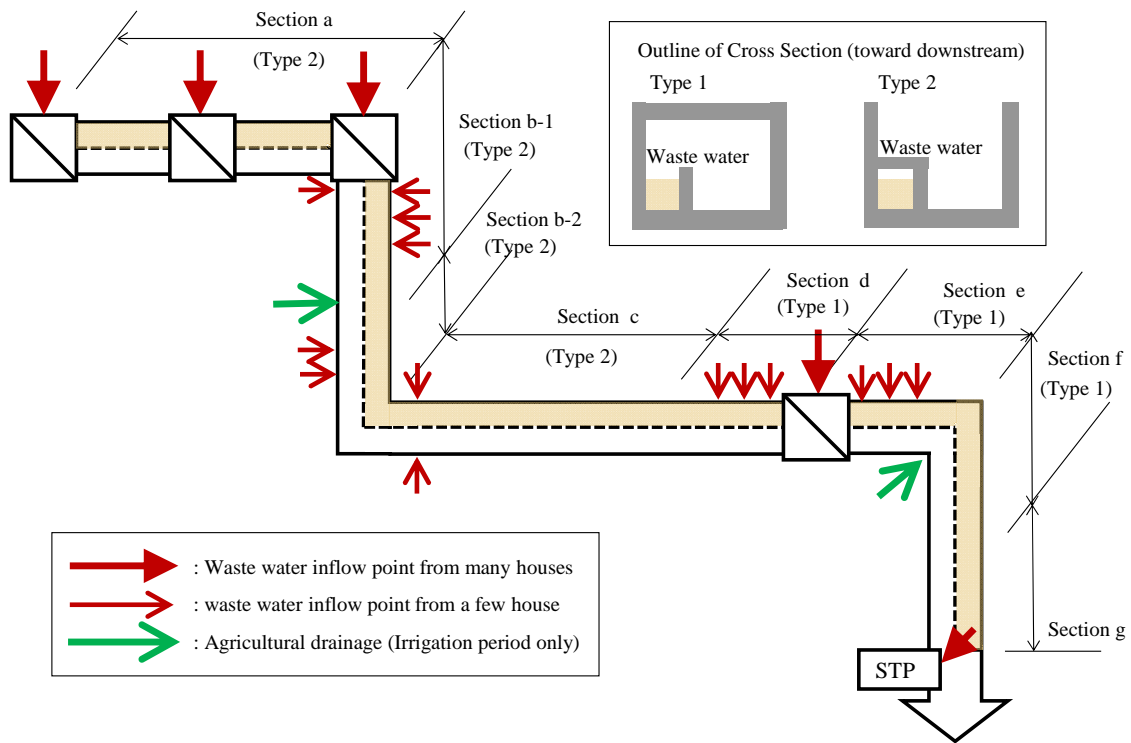 Section a
(Type 2)
Outline of Cross Section (toward downstream)
Type 1
Type 2
Waste water
Waste water
Section b-1
(Type 2)
Section b-2
(Type 2)
Section c
(Type 2)
Section d
(Type 1)
Section e
(Type 1)
Section f
(Type 1)
Section g
STP
: Waste water inflow point from many houses
: waste water inflow point from a few house
: Agricultural drainage (Irrigation period only)